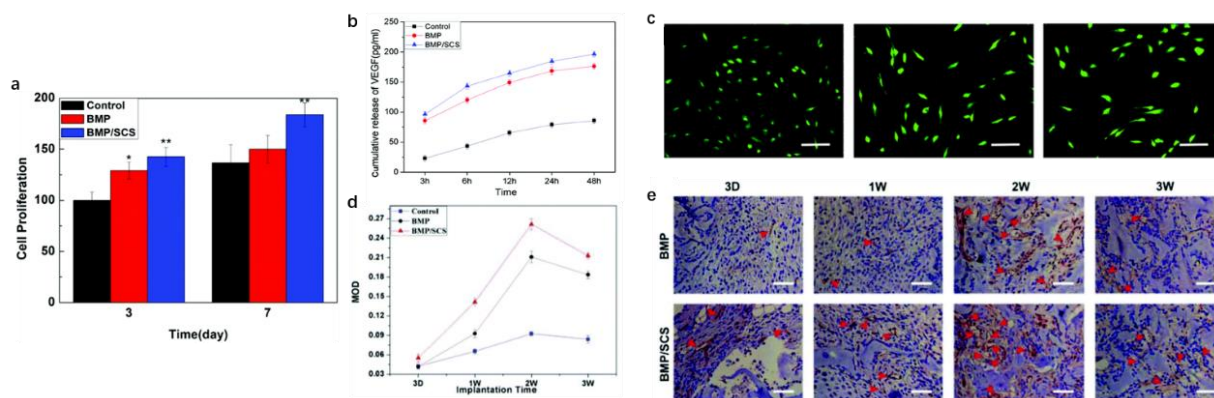 a
200
150
100
50
0
Cell Proliferation
Control
BMP
BMP/SCS
*
**
**
3
7
Time(day)
b
250
200
150
100
50
0
Cumulative release of VEGF(pg/ml)
Control
BMP
BMP/SCS
3h
6h
12h
24h
48h
Time
c
d
0.27
0.24
0.21
0.18
0.15
0.12
0.09
0.06
0.03
MOD
Control
BMP
BMP/SCS
3D
1W
2W
3W
Implantation Time
e
3D
1W
2W
3W
BMP
BMP/SCS